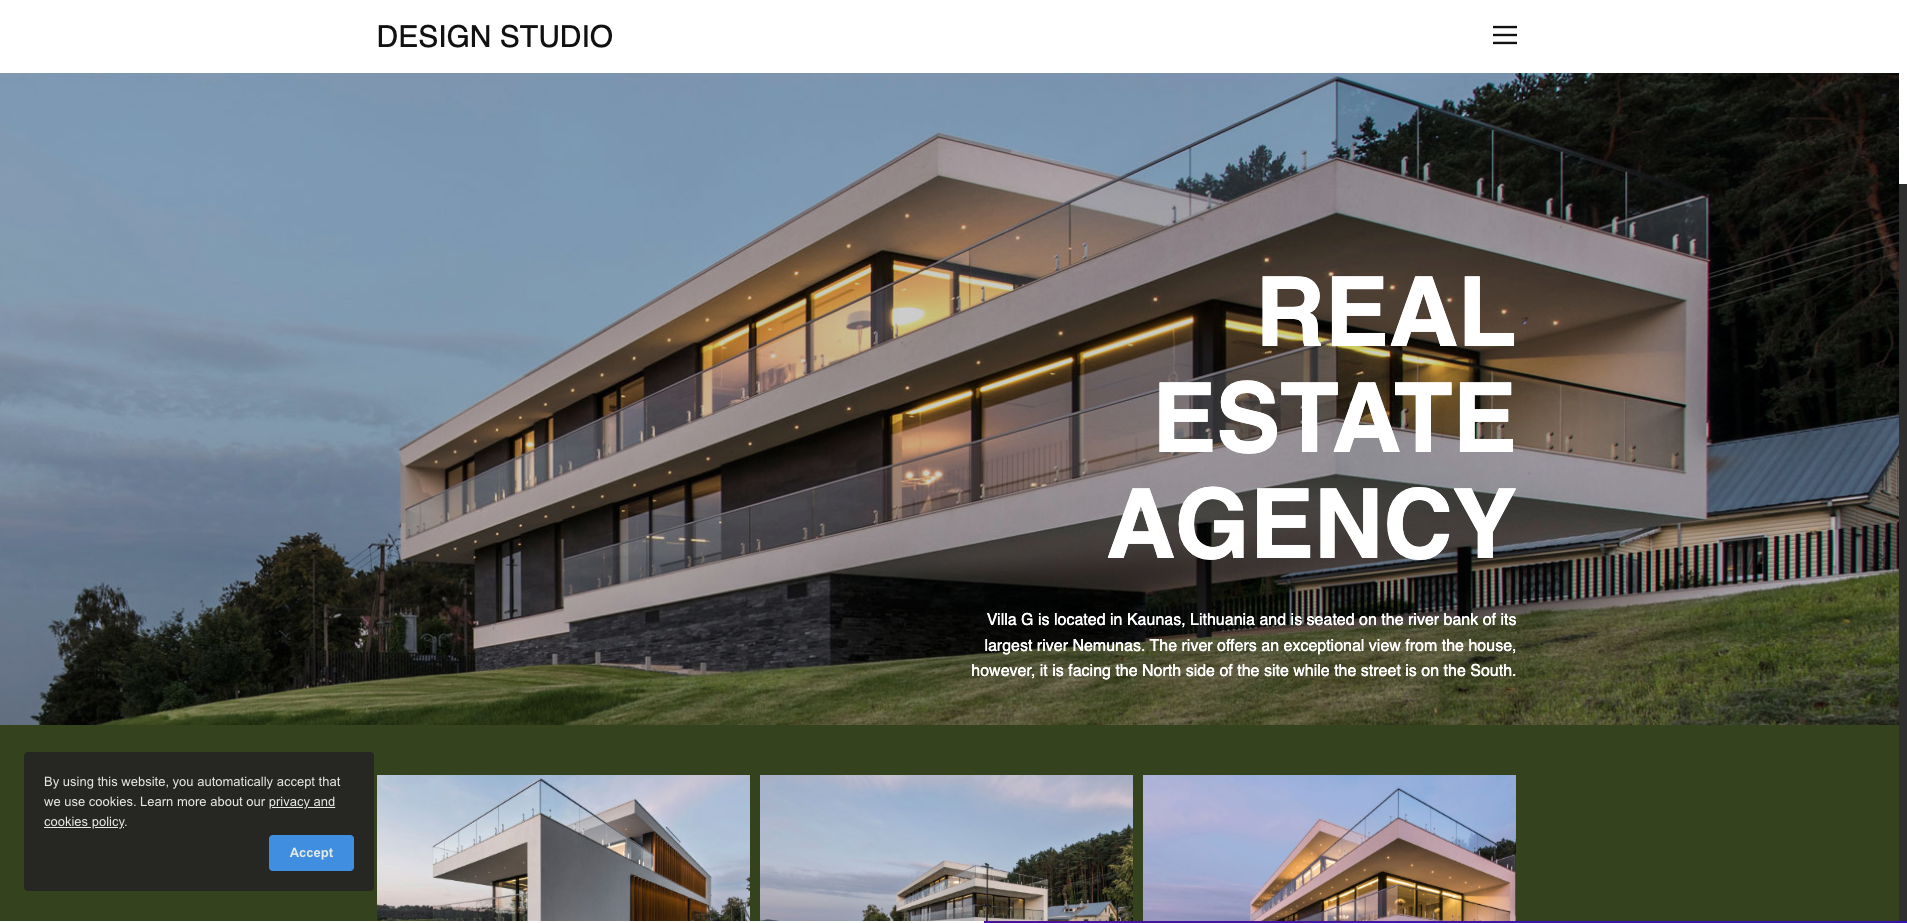 DESIGN STUDIO
REAL
ESTATE
AGENCY
Villa G is located in Kaunas, Lithuania and is seated on the river bank of its
largest river Nemunas. The river offers an exceptional view from the house,
however, it is facing the North side of the site while the street is on the South.
By using this website, you automatically accept that
we use cookies. Learn more about our privacy and
cookies policy.
Accept